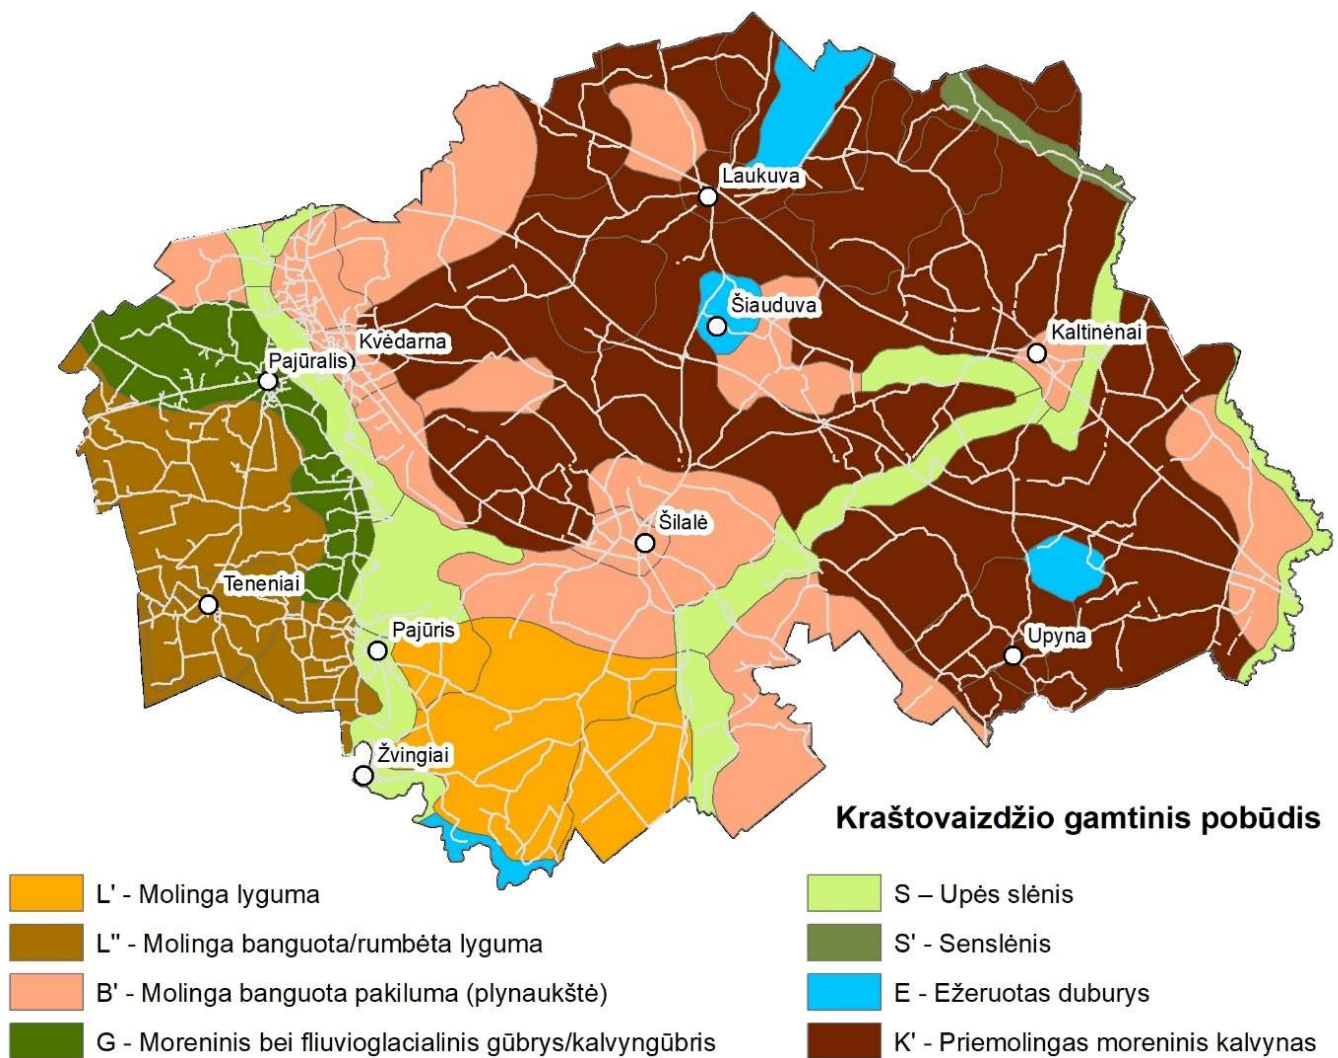 Laukuva
Šiauduva
Kaltinėnai
Kvėdarna
Pajūralis
Šilalė
Teneniai
Pajūris
Upyna
Žvingiai
Kraštovaizdžio gamtinis pobūdis
L' - Molinga lyguma
L" - Molinga banguota/rumbėta lyguma
B' - Molinga banguota pakiluma (plynaukštė)
G - Moreninis bei fliuvioglacialinis gūbrys/kalvyngūbris
S – Upės slėnis
S' - Senslėnis
E - Ežeruotas duburys
K' - Priemolingas moreninis kalvynas